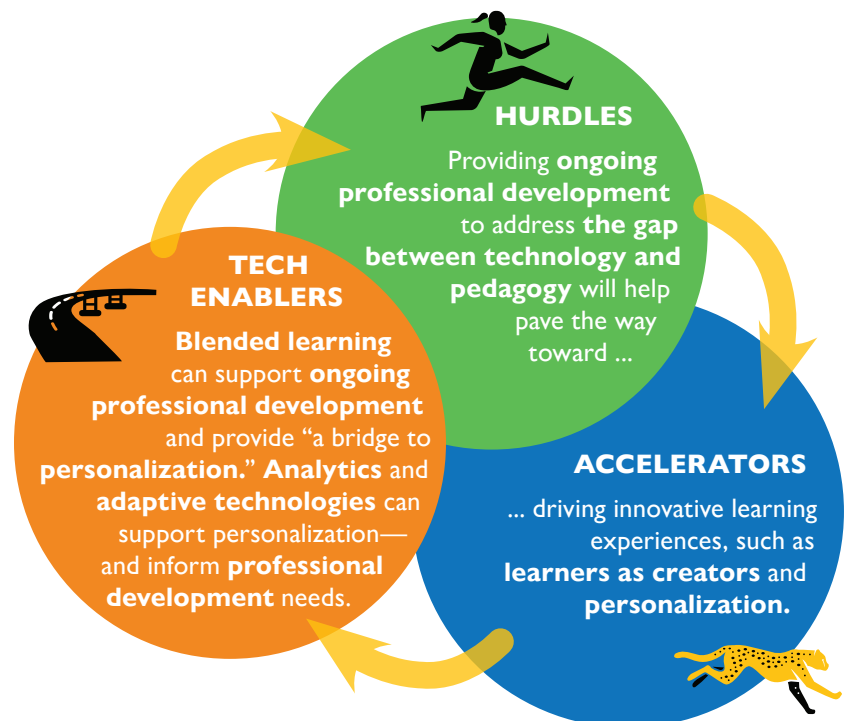 HURDLES
Providing ongoing
professional development
to address the gap
between technology and
pedagogy will help
pave the way
toward ...
TECH
ENABLERS
Blended learning
can support ongoing
professional development
and provide “a bridge to
personalization.” Analytics and
adaptive technologies can
support personalization—
and inform professional
development needs.
ACCELERATORS
... driving innovative learning
experiences, such as
learners as creators and
personalization.